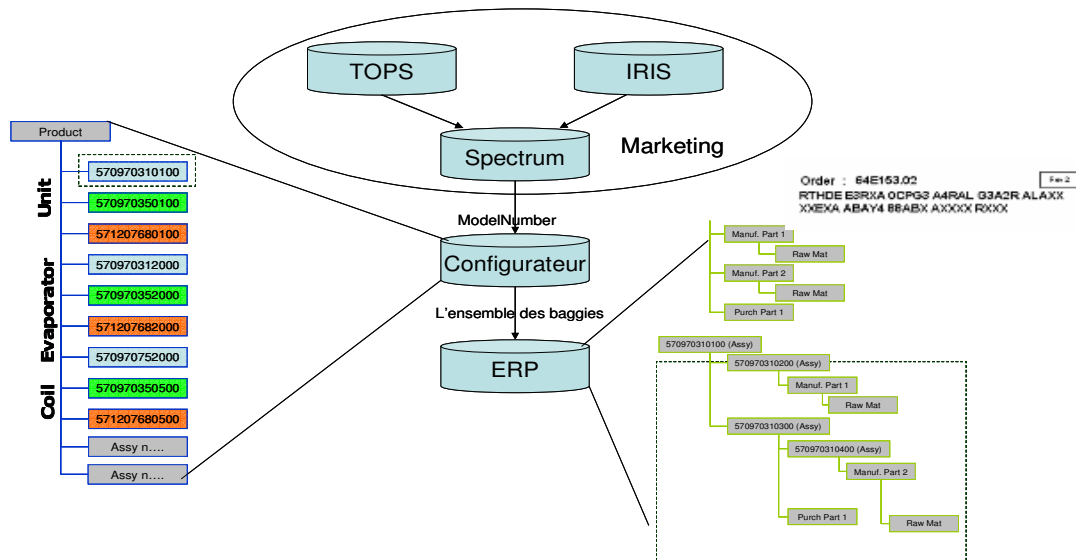 TOPS
IRIS
Spectrum
Marketing
ModelNumber
Configurateur
L'ensemble des baggies
ERP
Product
Unit
Evaporator
Coil
570970310100
570970350100
571207680100
570970312000
570970352000
571207682000
570970752000
570970350500
571207680500
Assy n….
Assy n….
Order : 64E153.02
RTHDE E3RXA 0CPG3 A4RAL G3A2R ALAXX
XXEXA ABAY4 88ABX AXXXX RXXX
Manuf. Part 1
Raw Mat
Manuf. Part 2
Raw Mat
Purch Part 1
570970310100 (Assy)
570970310200 (Assy)
Manuf. Part 1
Raw Mat
570970310300 (Assy)
570970310400 (Assy)
Manuf. Part 2
Purch Part 1
Raw Mat